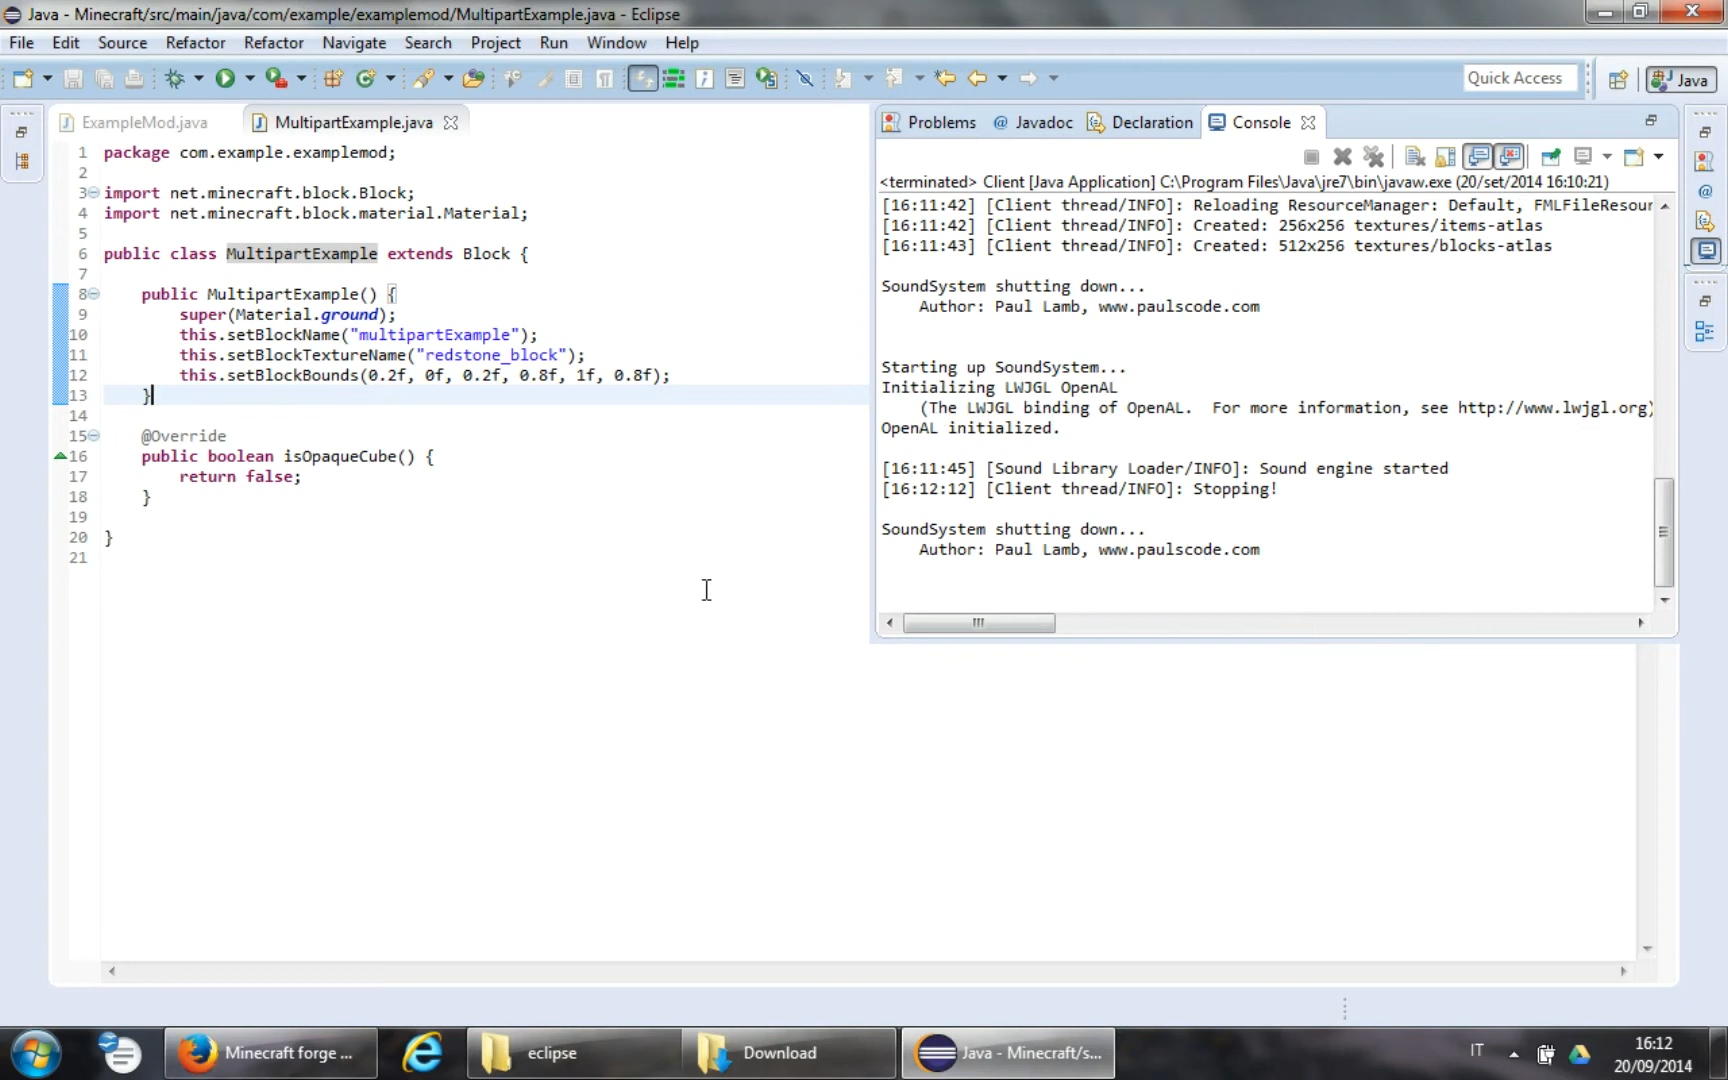 Java - Minecraft/src/main/java/com/example/examplemod/MultipartExample.java - Eclipse
File Edit Source Refactor Refactor Navigate Search Project Run Window Help
Quick Access Java
ExampleMod.java MultipartExample.java
1 package com.example.examplemod;
2
3 import net.minecraft.block.Block;
4 import net.minecraft.block.material.Material;
5
6 public class MultipartExample extends Block {
7
8 public MultipartExample() {
9 super(Material.ground);
10 this.setBlockName("multipartExample");
11 this.setBlockTextureName("redstone_block");
12 this.setBlockBounds(0.2f, 0f, 0.2f, 0.8f, 1f, 0.8f);
13 }
14
15 @Override
16 public boolean isOpaqueCube() {
17 return false;
18 }
19
20 }
21
Problems @ Javadoc Declaration Console
<terminated> Client [Java Application] C:\Program Files\Java\jre7\bin\javaw.exe (20/set/2014 16:10:21)
[16:11:42] [Client thread/INFO]: Reloading ResourceManager: Default, FMLFileResour
[16:11:42] [Client thread/INFO]: Created: 256x256 textures/items-atlas
[16:11:43] [Client thread/INFO]: Created: 512x256 textures/blocks-atlas
SoundSystem shutting down...
Author: Paul Lamb, www.paulscode.com
Starting up SoundSystem...
Initializing LWJGL OpenAL
(The LWJGL binding of OpenAL. For more information, see http://www.lwjgl.org)
OpenAL initialized.
[16:11:45] [Sound Library Loader/INFO]: Sound engine started
[16:12:12] [Client thread/INFO]: Stopping!
SoundSystem shutting down...
Author: Paul Lamb, www.paulscode.com
Minecraft forge ... eclipse Download Java - Minecraft/s... IT 16:12
20/09/2014